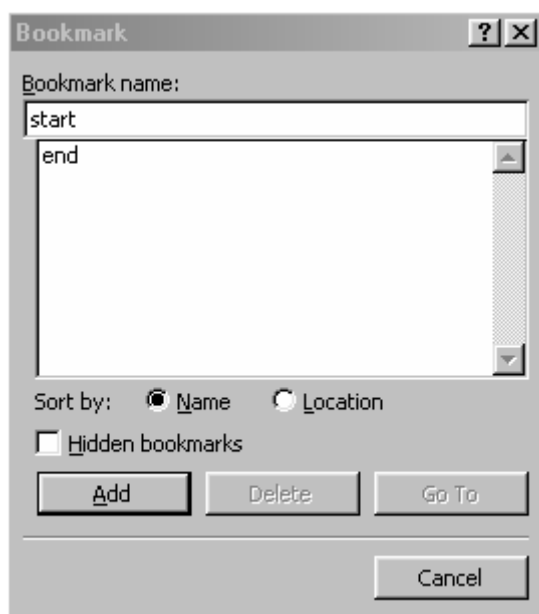 Bookmark
Bookmark name:
start
end
Sort by: Name Location
Hidden bookmarks
Add Delete Go To
Cancel